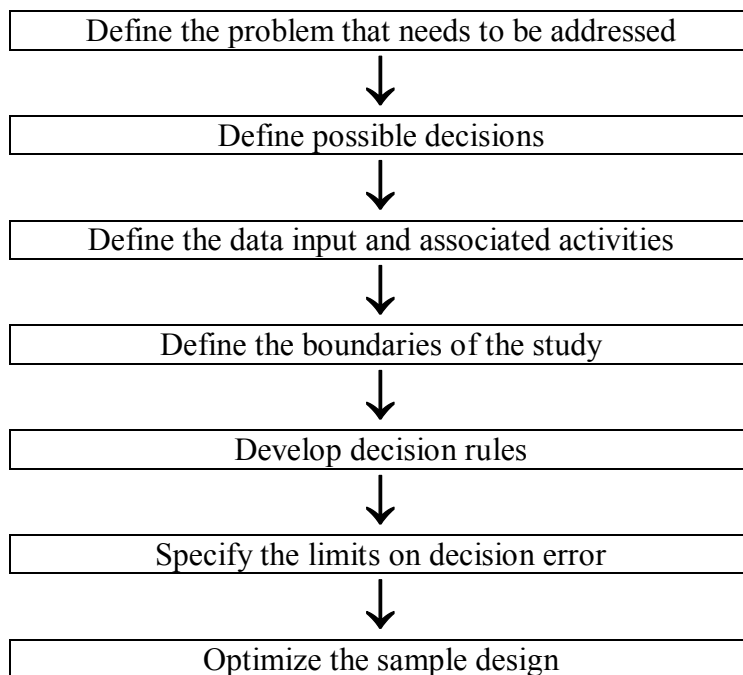 Define the problem that needs to be addressed
Define possible decisions
Define the data input and associated activities
Define the boundaries of the study
Develop decision rules
Specify the limits on decision error
Optimize the sample design